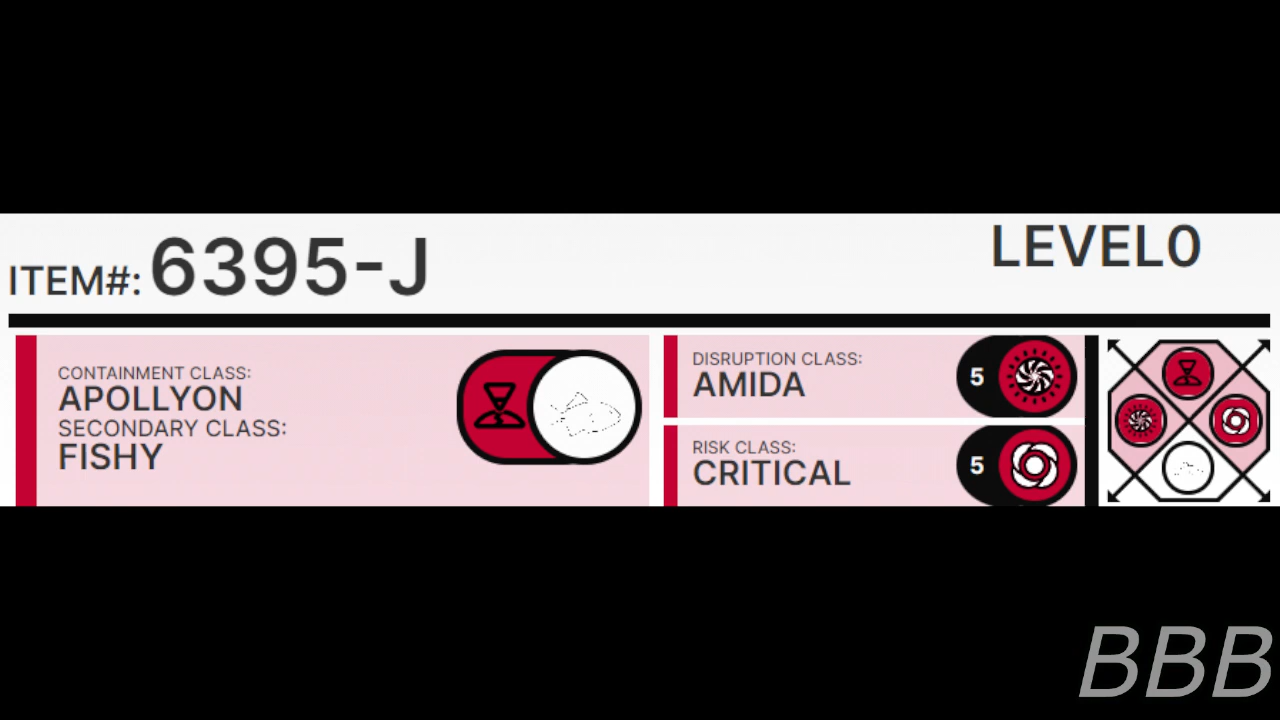 ITEM#: 6395-J
LEVEL0
CONTAINMENT CLASS:
APOLLYON
SECONDARY CLASS:
FISHY
DISRUPTION CLASS:
AMIDA
5
RISK CLASS:
CRITICAL
5
BBB